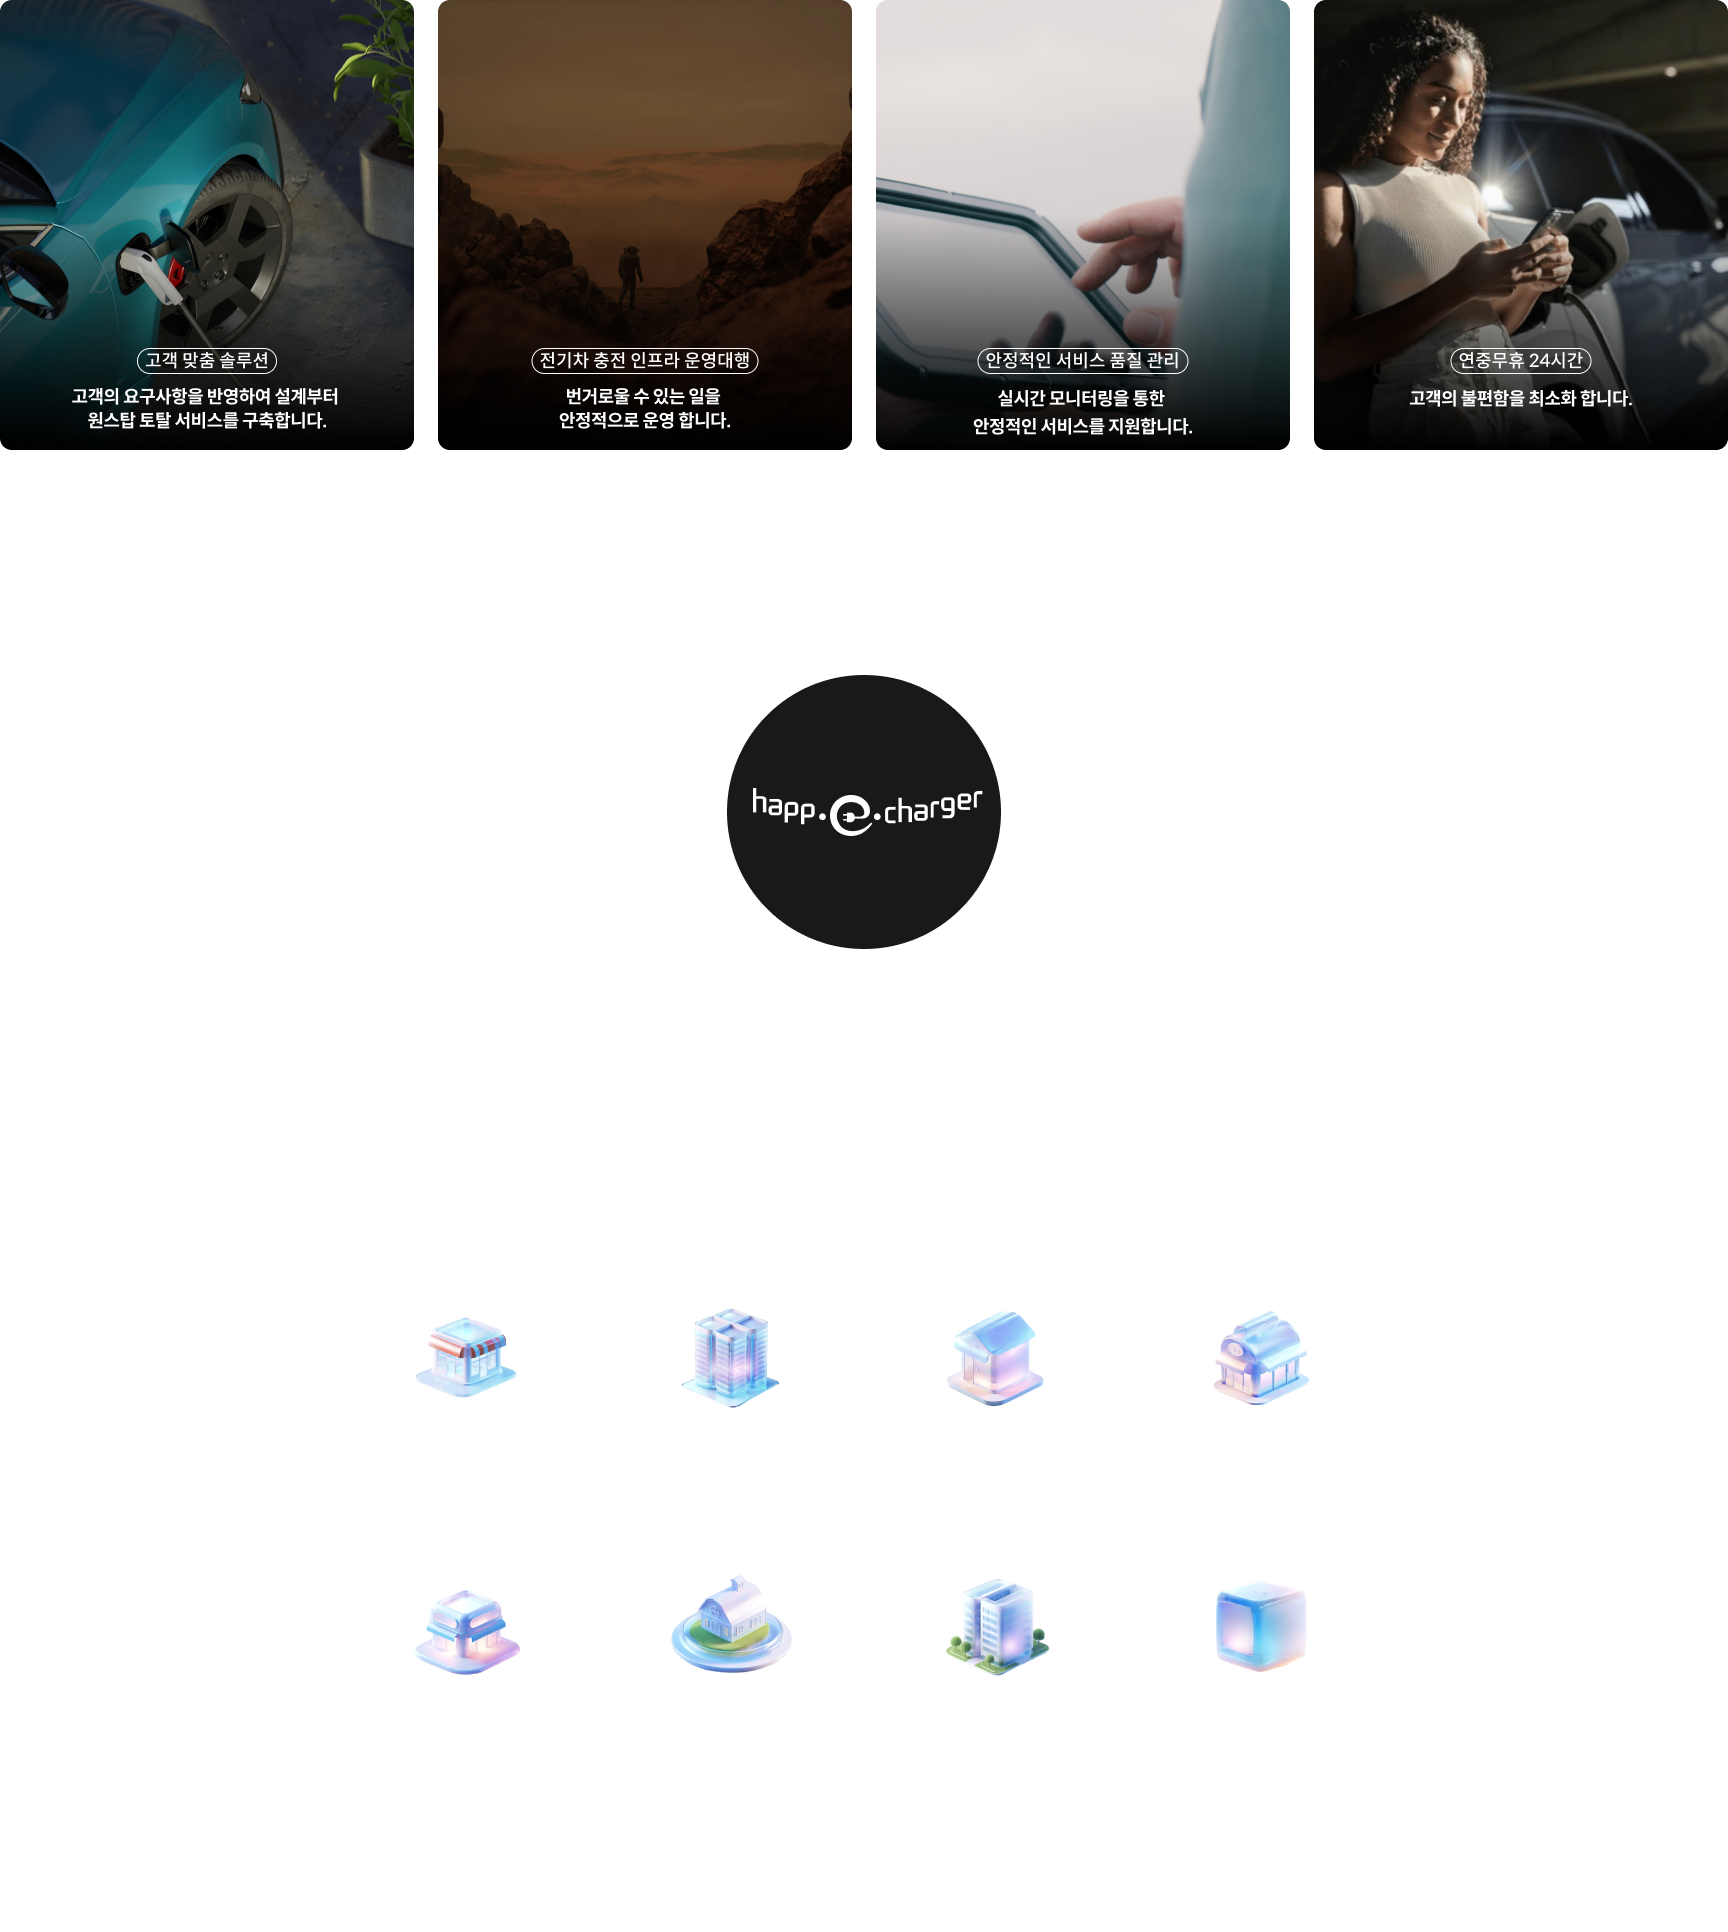 고객 맞춤 솔루션
고객의 요구사항을 반영하여 설계부터
원스탑 토탈 서비스를 구축합니다.
전기차 충전 인프라 운영대행
번거로울 수 있는 일을
안정적으로 운영 합니다.
안정적인 서비스 품질 관리
실시간 모니터링을 통한
안정적인 서비스를 지원합니다.
연중무휴 24시간
고객의 불편함을 최소화 합니다.
happ•e•charger